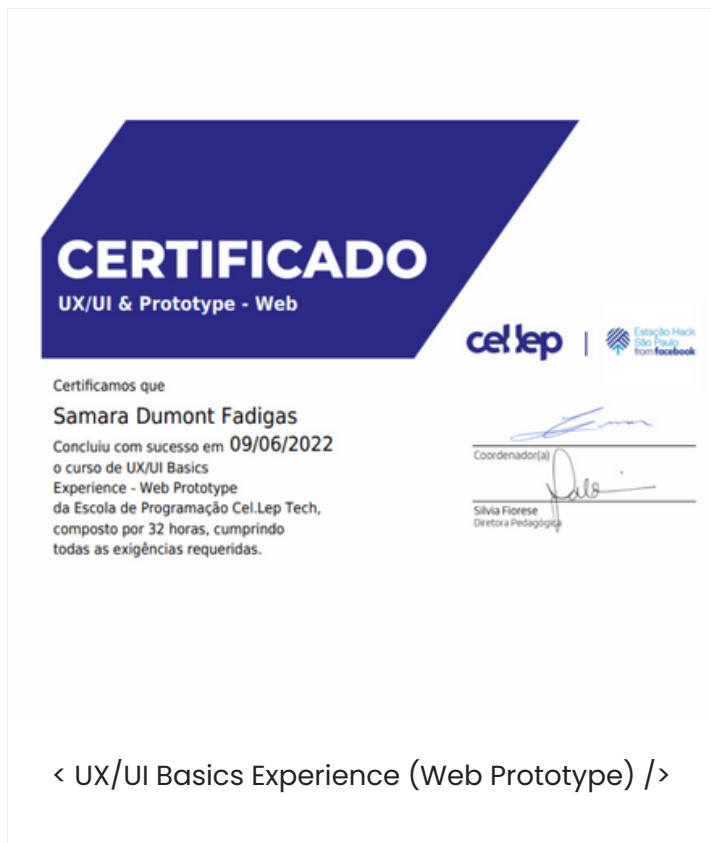 CERTIFICADO
UX/UI & Prototype - Web
cel.lep
Estação Hack
São Paulo
from facebook
Certificamos que
Samara Dumont Fadigas
Concluiu com sucesso em 09/06/2022
o curso de UX/UI Basics
Experience - Web Prototype
da Escola de Programação Cel.Lep Tech,
composto por 32 horas, cumprindo
todas as exigências requeridas.
Coordenador(a)
Silvia Fiorese
Diretora Pedagógica
< UX/UI Basics Experience (Web Prototype) />